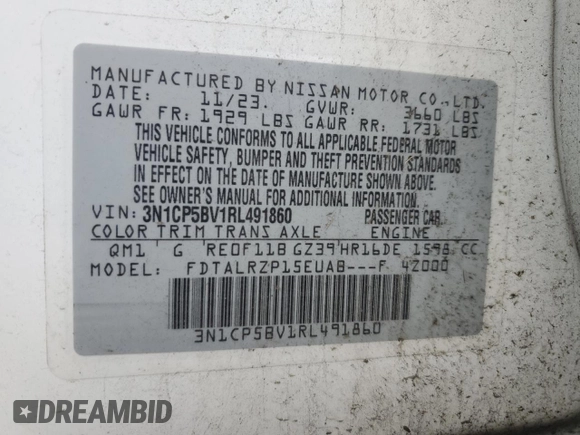 MANUFACTURED BY NISSAN MOTOR CO.,LTD.
DATE: 11/23. GVWR: 3660 LBS
GAWR FR: 1929 LBS GAWR RR: 1731 LBS
THIS VEHICLE CONFORMS TO ALL APPLICABLE FEDERAL MOTOR
VEHICLE SAFETY, BUMPER AND THEFT PREVENTION STANDARDS
IN EFFECT ON THE DATE OF MANUFACTURE SHOWN ABOVE.
SEE OWNER'S MANUAL FOR ADDITIONAL INFORMATION.
VIN: 3N1CP5BV1RL491860 PASSENGER CAR
COLOR TRIM TRANS AXLE ENGINE
QM1 G RE0F11B GZ39 HR16DE 1598 CC
MODEL: FDTALRZP15EUAB---F 4Z000
3N1CP5BV1RL491860
DREAMBID